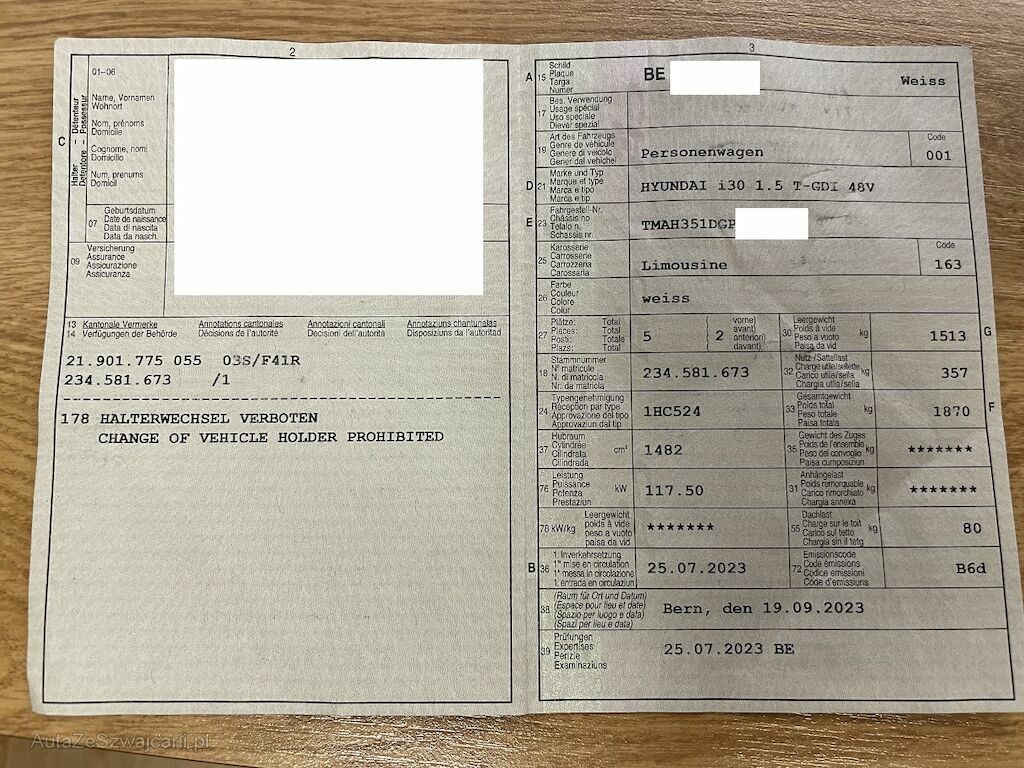 2
01–06
Halter – Détenteur
Detentore – Possessur
C
Name, Vornamen
Wohnort
Nom, prénoms
Domicile
Cognome, nomi
Domicilio
Num, prenums
Domicil
07
Geburtsdatum
Date de naissance
Data di nascita
Data da nasch.
09
Versicherung
Assurance
Assicurazione
Assicuranza
13 Kantonale Vermerke Annotations cantonales Annotazioni cantonali Annotaziuns chantunalas
14 Verfügungen der Behörde Décisions de l'autorité Decisioni dell'autorità Disposiziuns da l'autoritad
21.901.775 055 03S/F41R
234.581.673 /1
178 HALTERWECHSEL VERBOTEN
CHANGE OF VEHICLE HOLDER PROHIBITED
3
A 15
Schild
Plaque
Targa
Numer
BE
Weiss
17
Bes. Verwendung
Usage spécial
Uso speciale
Diever spezial
19
Art des Fahrzeugs
Genre de véhicule
Genere di veicolo
Gener dal vehichel
Personenwagen
Code
001
D 21
Marke und Typ
Marque et type
Marca e tipo
Marca e tip
HYUNDAI i30 1.5 T-GDI 48V
E 23
Fahrgestell-Nr.
Châssis no
Telaio n.
Schassis nr.
TMAH351DGP
25
Karosserie
Carrosserie
Carrozzeria
Carossaria
Limousine
Code
163
26
Farbe
Couleur
Colore
Colur
weiss
27
Plätze: Total
Places: Total
Posti: Totale
Plazs: Total
5
vorne)
avant)
anteriori)
davant)
2
30
Leergewicht
Poids à vide
Peso a vuoto
Paisa da vid
kg
1513
G
18
Stammnummer
N° matricule
N. di matricola
Nr. da matricla
234.581.673
32
Nutz-/Sattellast
Charge utile/sellette
Carico utile/sella
Chargia utila/sella
kg
357
24
Typengenehmigung
Réception par type
Approvazione del tipo
Approvaziun dal tip
1HC524
33
Gesamtgewicht
Poids total
Peso totale
Paisa totala
kg
1870
F
37
Hubraum
Cylindrée
Cilindrata
Cilindrada
cm³
1482
35
Gewicht des Zuges
Poids de l'ensemble
Peso del convoglio
Paisa cumposiziun
kg
*******
76
Leistung
Puissance
Potenza
Prestaziun
kW
117.50
31
Anhängelast
Poids remorquable
Carico rimorchiato
Chargia annexa
kg
*******
78 kW/kg
Leergewicht
poids à vide
peso a vuoto
paisa da vid
*******
55
Dachlast
Charge sur le toit
Carico sul tetto
Chargia sin il tetg
kg
80
B 36
1. Inverkehrsetzung
1re mise en circulation
1a messa in circolazione
1. entrada en circulaziun
25.07.2023
72
Emissionscode
Code émissions
Codice emissioni
Code d'emissiuns
B6d
38
(Raum für Ort und Datum)
(Espace pour lieu et date)
(Spazio per luogo e data)
(Spazi per lieu e data)
Bern, den 19.09.2023
39
Prüfungen
Expertises
Perizie
Examinaziuns
25.07.2023 BE
AutaZeSzwajcarii.pl